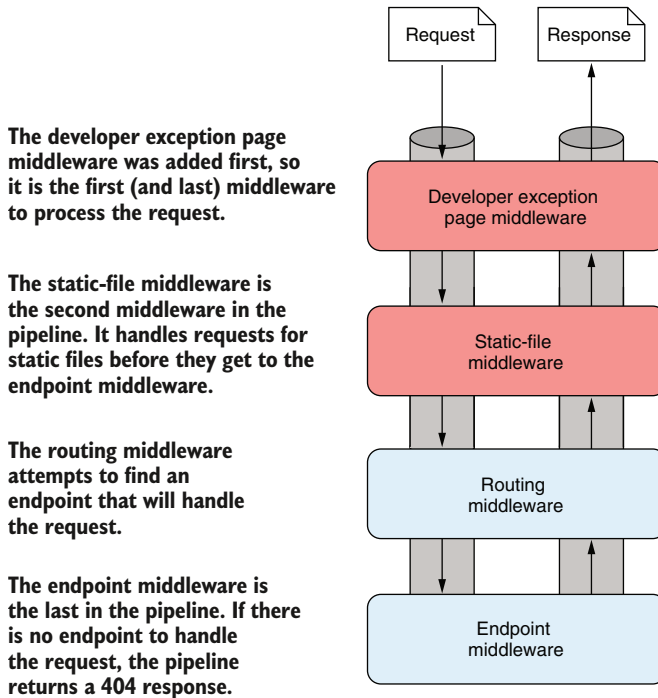 Request
Response
The developer exception page
middleware was added first, so
it is the first (and last) middleware
to process the request.
Developer exception
page middleware
The static-file middleware is
the second middleware in the
pipeline. It handles requests for
static files before they get to the
endpoint middleware.
Static-file
middleware
The routing middleware
attempts to find an
endpoint that will handle
the request.
Routing
middleware
The endpoint middleware is
the last in the pipeline. If there
is no endpoint to handle
the request, the pipeline
returns a 404 response.
Endpoint
middleware